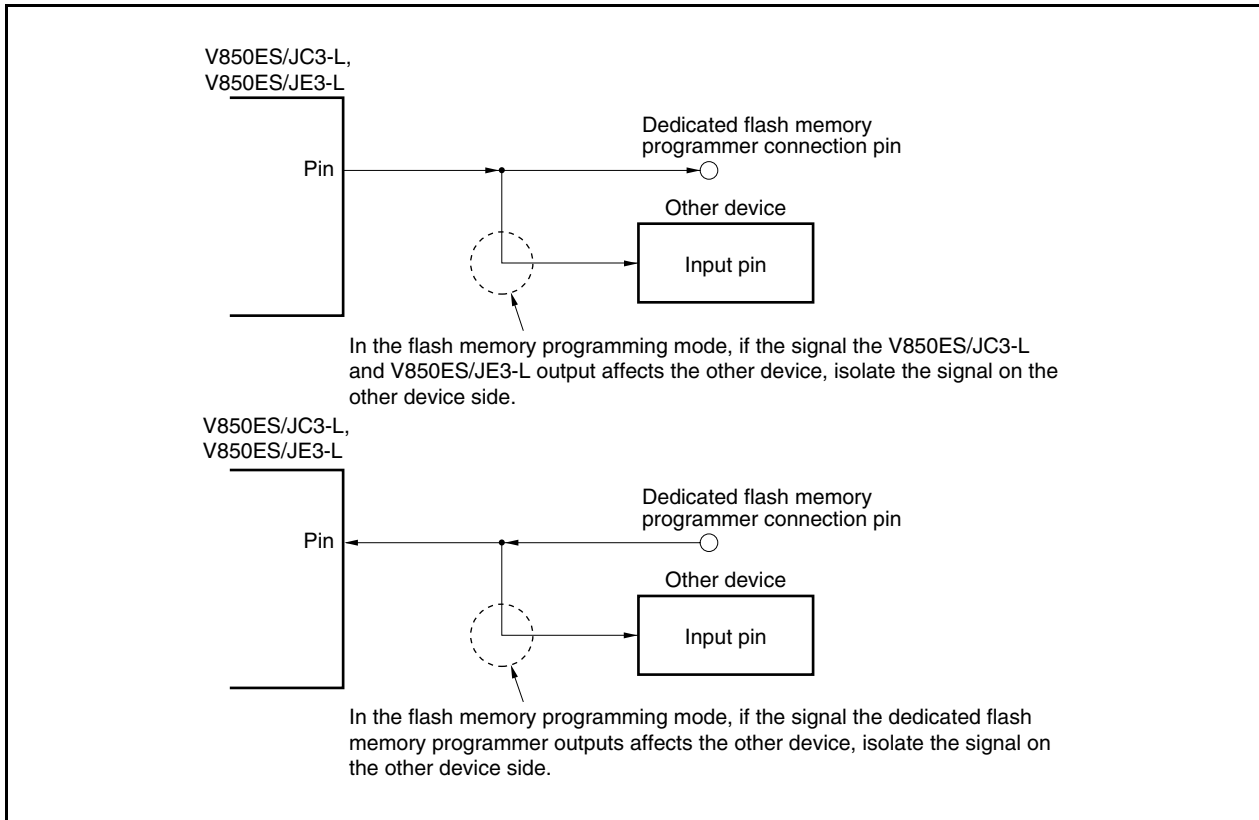 V850ES/JC3-L,
V850ES/JE3-L
Dedicated flash memory
programmer connection pin
Pin
Other device
Input pin
In the flash memory programming mode, if the signal the V850ES/JC3-L
and V850ES/JE3-L output affects the other device, isolate the signal on the
other device side.
V850ES/JC3-L,
V850ES/JE3-L
Dedicated flash memory
programmer connection pin
Pin
Other device
Input pin
In the flash memory programming mode, if the signal the dedicated flash
memory programmer outputs affects the other device, isolate the signal on
the other device side.